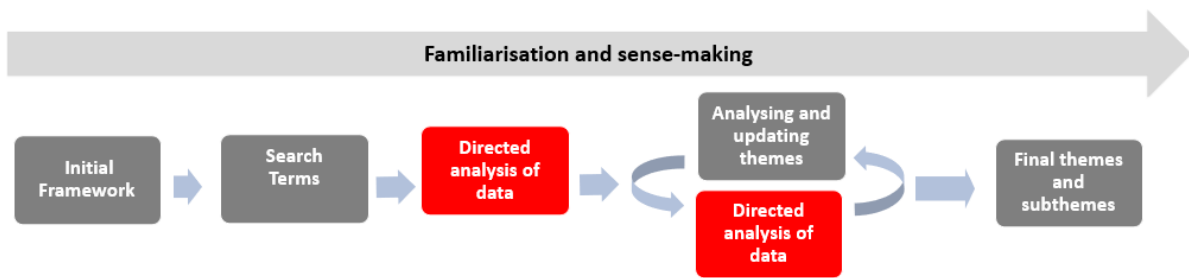 Familiarisation and sense-making
Initial
Framework
Search
Terms
Directed
analysis of
data
Analysing and
updating
themes
Directed
analysis of
data
Final themes
and
subthemes